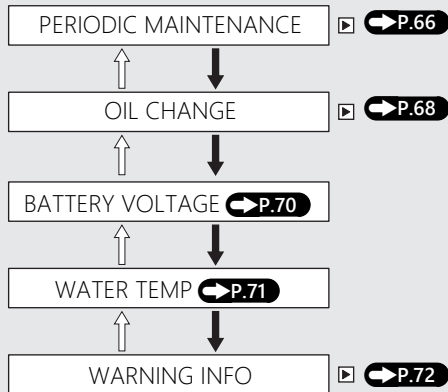 PERIODIC MAINTENANCE P.66
OIL CHANGE P.68
BATTERY VOLTAGE P.70
WATER TEMP P.71
WARNING INFO P.72